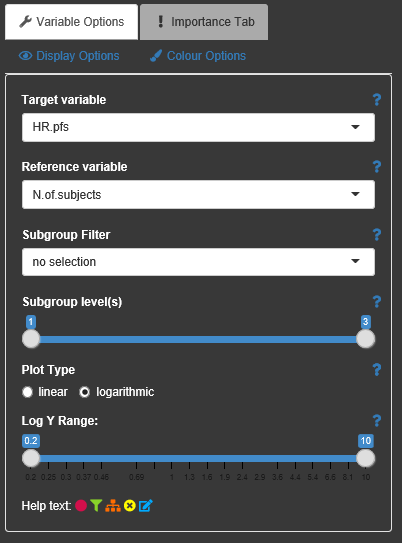 Variable Options
Importance Tab
Display Options
Colour Options
Target variable ?
HR.pfs
Reference variable ?
N.of.subjects
Subgroup Filter ?
no selection
Subgroup level(s) ?
1 3
Plot Type ?
linear logarithmic
Log Y Range: ?
0.2 10
0.2 0.25 0.3 0.37 0.46 0.69 1 1.3 1.6 1.9 2.4 2.9 3.6 4.4 5.4 6.6 8.1 10
Help text: